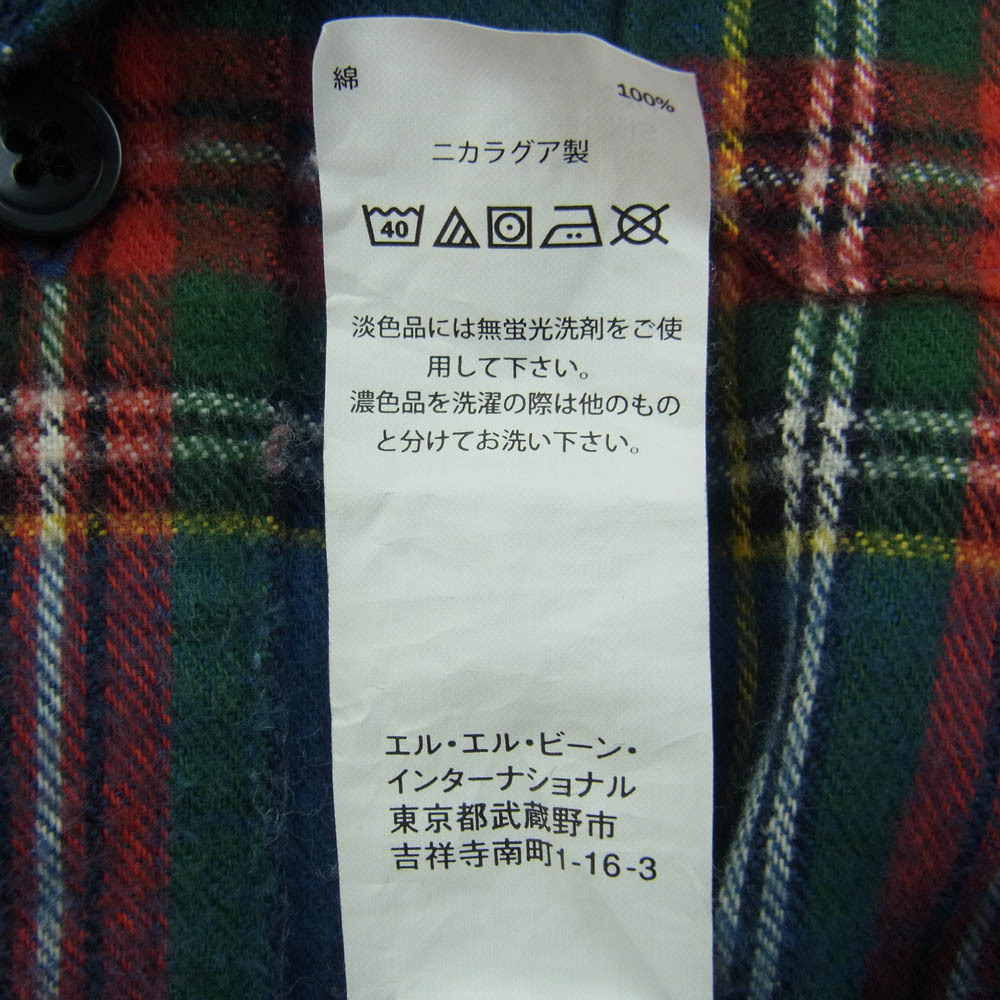 綿 100%
ニカラグア製
40
淡色品には無蛍光洗剤をご使
用して下さい。
濃色品を洗濯の際は他のもの
と分けてお洗い下さい。
エル・エル・ビーン・
インターナショナル
東京都武蔵野市
吉祥寺南町1-16-3